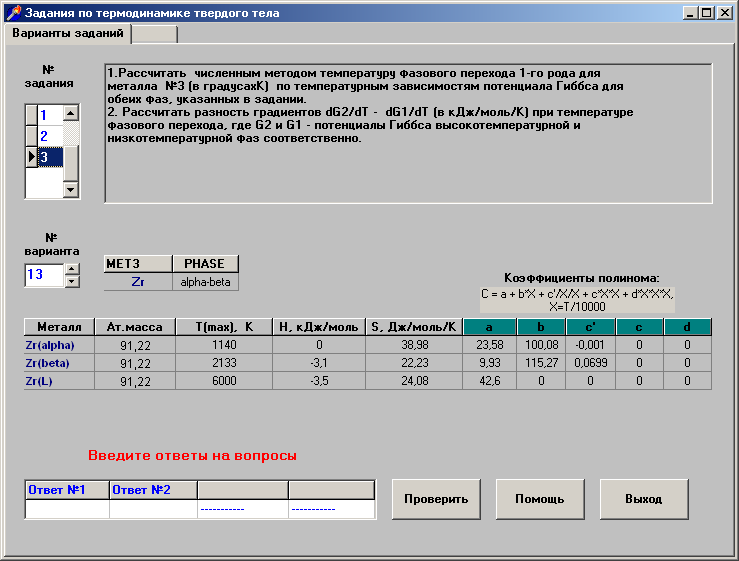 Задания по термодинамике твердого тела
Варианты заданий
№
задания
1
2
3
1.Рассчитать численным методом температуру фазового перехода 1-го рода для
металла №3 (в градусахК) по температурным зависимостям потенциала Гиббса для
обеих фаз, указанных в задании.
2. Рассчитать разность градиентов dG2/dT - dG1/dT (в кДж/моль/К) при температуре
фазового перехода, где G2 и G1 - потенциалы Гиббса высокотемпературной и
низкотемпературной фаз соответственно.
№
варианта
13
МЕТ3 PHASE
Zr alpha-beta
Коэффициенты полинома:
C = a + b*X + c'/X/X + c*X*X + d*X*X*X,
X=T/10000
Металл Ат.масса T(max), K H, кДж/моль S, Дж/моль/К a b c' c d
Zr(alpha) 91,22 1140 0 38,98 23,58 100,08 -0,001 0 0
Zr(beta) 91,22 2133 -3,1 22,23 9,93 115,27 0,0699 0 0
Zr(L) 91,22 6000 -3,5 24,08 42,6 0 0 0 0
Введите ответы на вопросы
Ответ №1 Ответ №2
----------- -----------
Проверить Помощь Выход